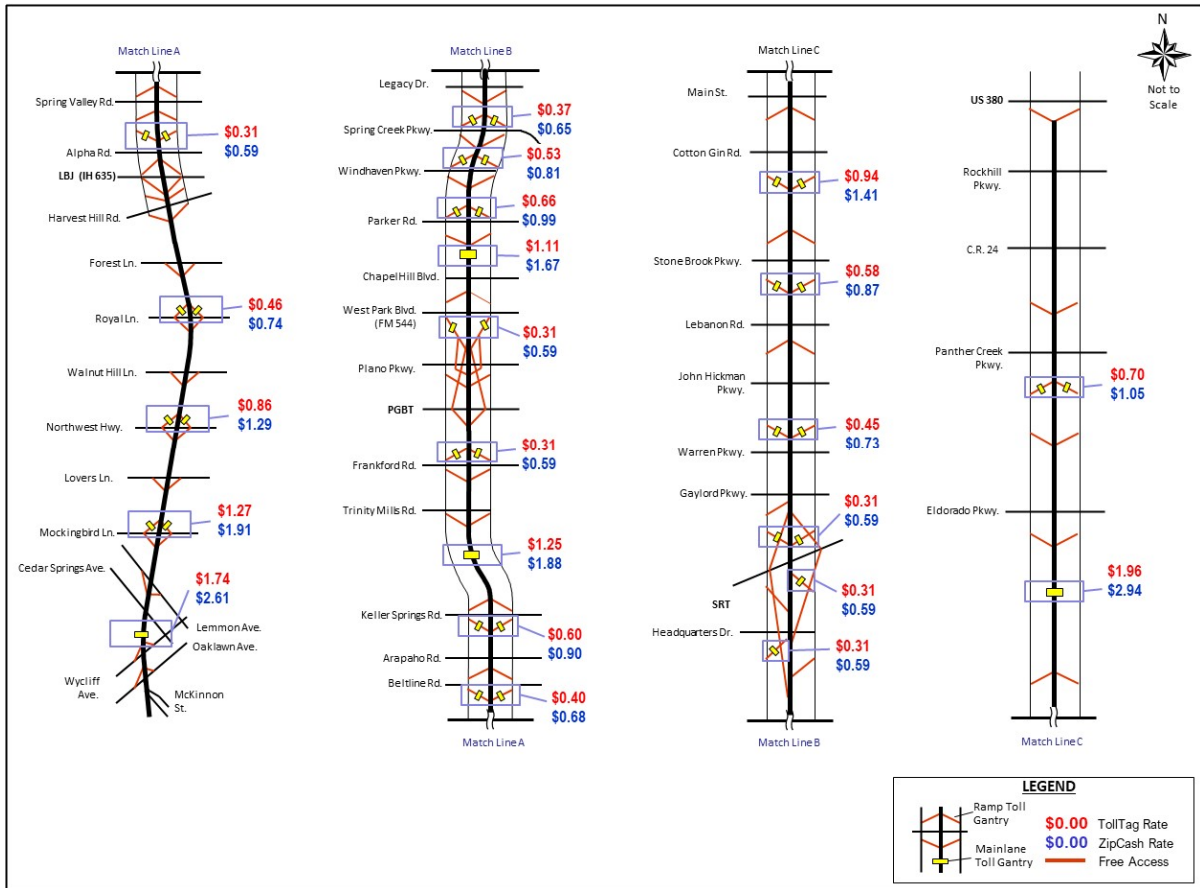 Match Line A
Spring Valley Rd.
$0.31
$0.59
Alpha Rd.
LBJ (IH 635)
Harvest Hill Rd.
Forest Ln.
$0.46
$0.74
Royal Ln.
Walnut Hill Ln.
$0.86
$1.29
Northwest Hwy.
Lovers Ln.
$1.27
$1.91
Mockingbird Ln.
Cedar Springs Ave.
$1.74
$2.61
Lemmon Ave.
Oaklawn Ave.
Wycliff
Ave.
McKinnon
St.
Match Line B
Legacy Dr.
$0.37
$0.65
Spring Creek Pkwy.
$0.53
$0.81
Windhaven Pkwy.
$0.66
$0.99
Parker Rd.
$1.11
$1.67
Chapel Hill Blvd.
West Park Blvd.
(FM 544)
$0.31
$0.59
Plano Pkwy.
PGBT
$0.31
$0.59
Frankford Rd.
Trinity Mills Rd.
$1.25
$1.88
Keller Springs Rd.
$0.60
$0.90
Arapaho Rd.
Beltline Rd.
$0.40
$0.68
Match Line A
Match Line C
Main St.
Cotton Gin Rd.
$0.94
$1.41
Stone Brook Pkwy.
$0.58
$0.87
Lebanon Rd.
John Hickman
Pkwy.
$0.45
$0.73
Warren Pkwy.
Gaylord Pkwy.
$0.31
$0.59
$0.31
$0.59
SRT
Headquarters Dr.
$0.31
$0.59
Match Line B
N
Not to
Scale
US 380
Rockhill
Pkwy.
C.R. 24
Panther Creek
Pkwy.
$0.70
$1.05
Eldorado Pkwy.
$1.96
$2.94
Match Line C
LEGEND
Ramp Toll
Gantry
$0.00 TollTag Rate
$0.00 ZipCash Rate
Mainlane
Toll Gantry
Free Access